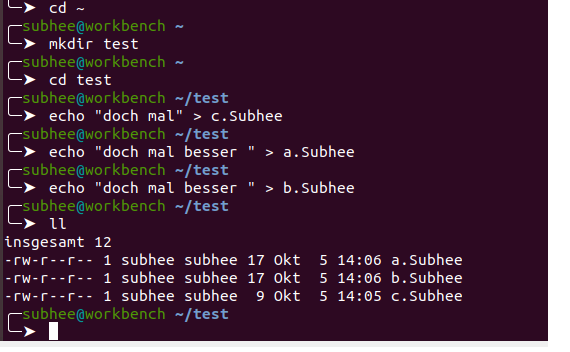 ╰─➤ cd ~
╭─subhee@workbench ~
╰─➤ mkdir test
╭─subhee@workbench ~
╰─➤ cd test
╭─subhee@workbench ~/test
╰─➤ echo "doch mal" > c.Subhee
╭─subhee@workbench ~/test
╰─➤ echo "doch mal besser " > a.Subhee
╭─subhee@workbench ~/test
╰─➤ echo "doch mal besser " > b.Subhee
╭─subhee@workbench ~/test
╰─➤ ll
insgesamt 12
-rw-r--r-- 1 subhee subhee 17 Okt  5 14:06 a.Subhee
-rw-r--r-- 1 subhee subhee 17 Okt  5 14:06 b.Subhee
-rw-r--r-- 1 subhee subhee  9 Okt  5 14:05 c.Subhee
╭─subhee@workbench ~/test
╰─➤